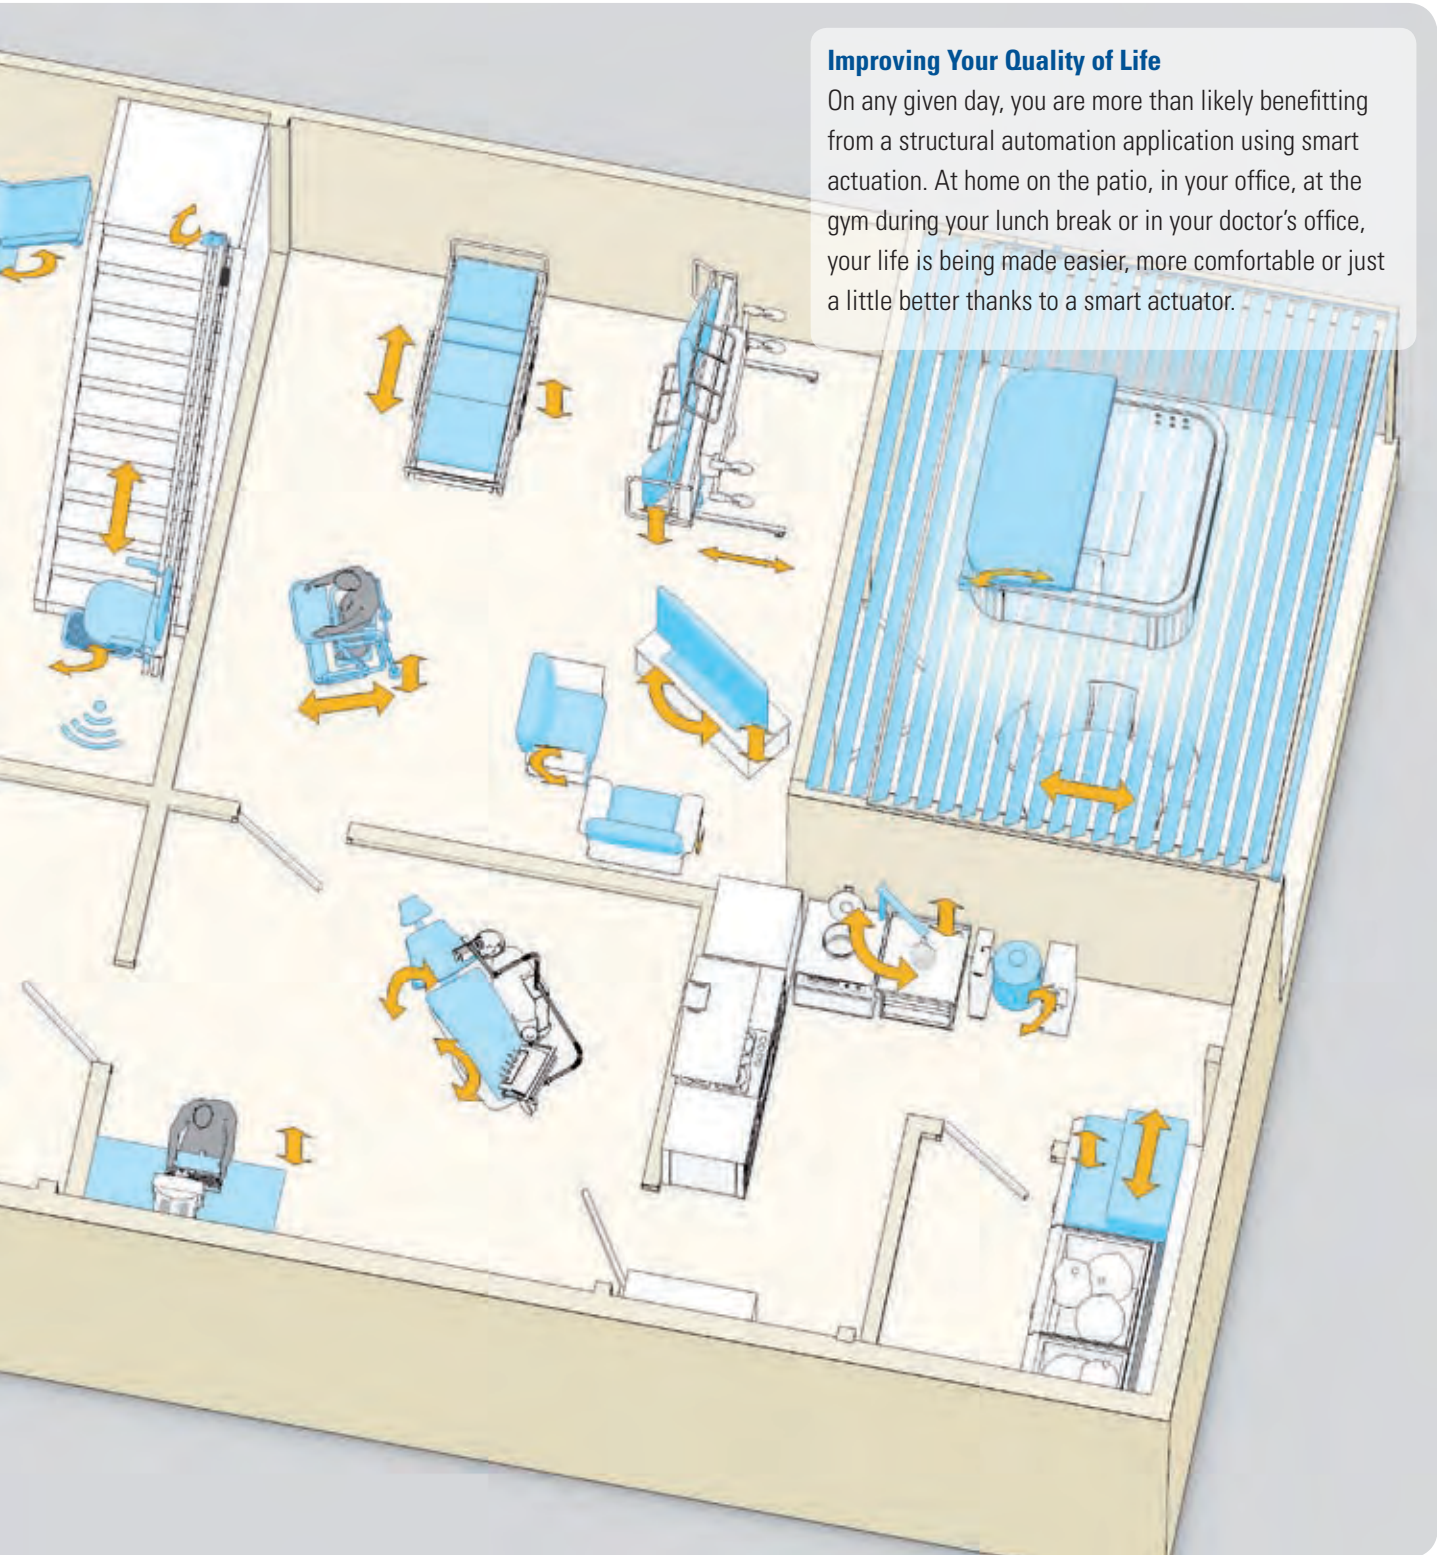 Improving Your Quality of Life
On any given day, you are more than likely benefitting
from a structural automation application using smart
actuation. At home on the patio, in your office, at the
gym during your lunch break or in your doctor’s office,
your life is being made easier, more comfortable or just
a little better thanks to a smart actuator.